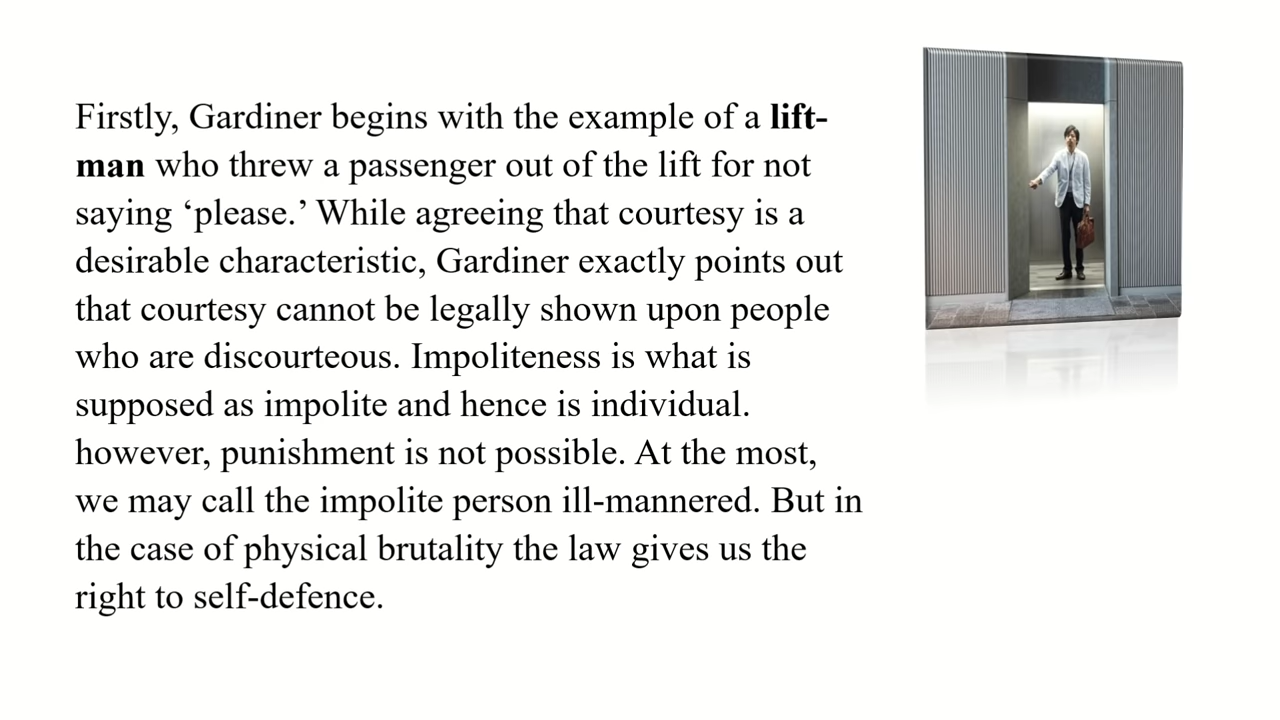 Firstly, Gardiner begins with the example of a lift-
man who threw a passenger out of the lift for not
saying ‘please.’ While agreeing that courtesy is a
desirable characteristic, Gardiner exactly points out
that courtesy cannot be legally shown upon people
who are discourteous. Impoliteness is what is
supposed as impolite and hence is individual.
however, punishment is not possible. At the most,
we may call the impolite person ill-mannered. But in
the case of physical brutality the law gives us the
right to self-defence.